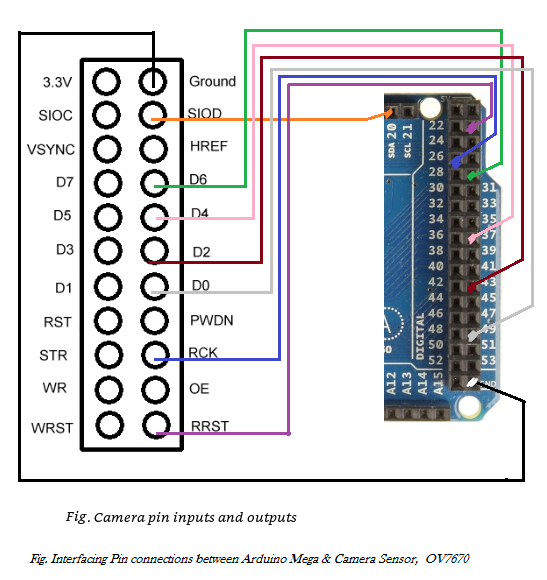 3.3V Ground
SIOC SIOD
VSYNC HREF
D7 D6
D5 D4
D3 D2
D1 D0
RST PWDN
STR RCK
WR OE
WRST RRST
5V
SDA 20
SCL 21
22
24
26
28
30 31
32 33
34 35
36 37
38 39
40 41
42 43
44 45
46 47
48 49
50 51
52 53
DIGITAL
GND
A12
A13
A14
A15
Fig. Camera pin inputs and outputs
Fig. Interfacing Pin connections between Arduino Mega & Camera Sensor, OV7670